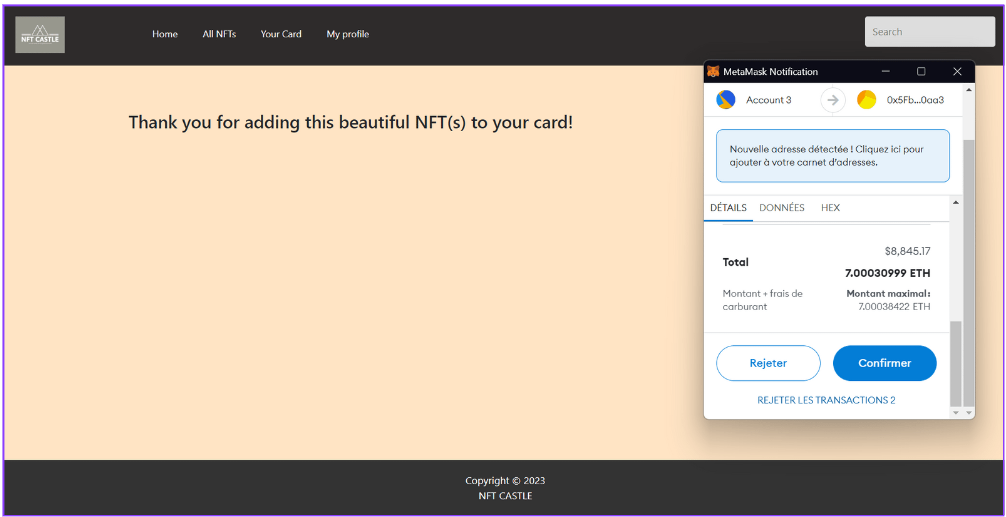 NFT CASTLE
Home
All NFTs
Your Card
My profile
Search
Thank you for adding this beautiful NFT(s) to your card!
MetaMask Notification
Account 3
0x5Fb...0aa3
Nouvelle adresse détectée ! Cliquez ici pour
ajouter à votre carnet d'adresses.
DÉTAILS
DONNÉES
HEX
$8,845.17
Total
7.00030999 ETH
Montant + frais de
carburant
Montant maximal :
7.00038422 ETH
Rejeter
Confirmer
REJETER LES TRANSACTIONS 2
Copyright © 2023
NFT CASTLE